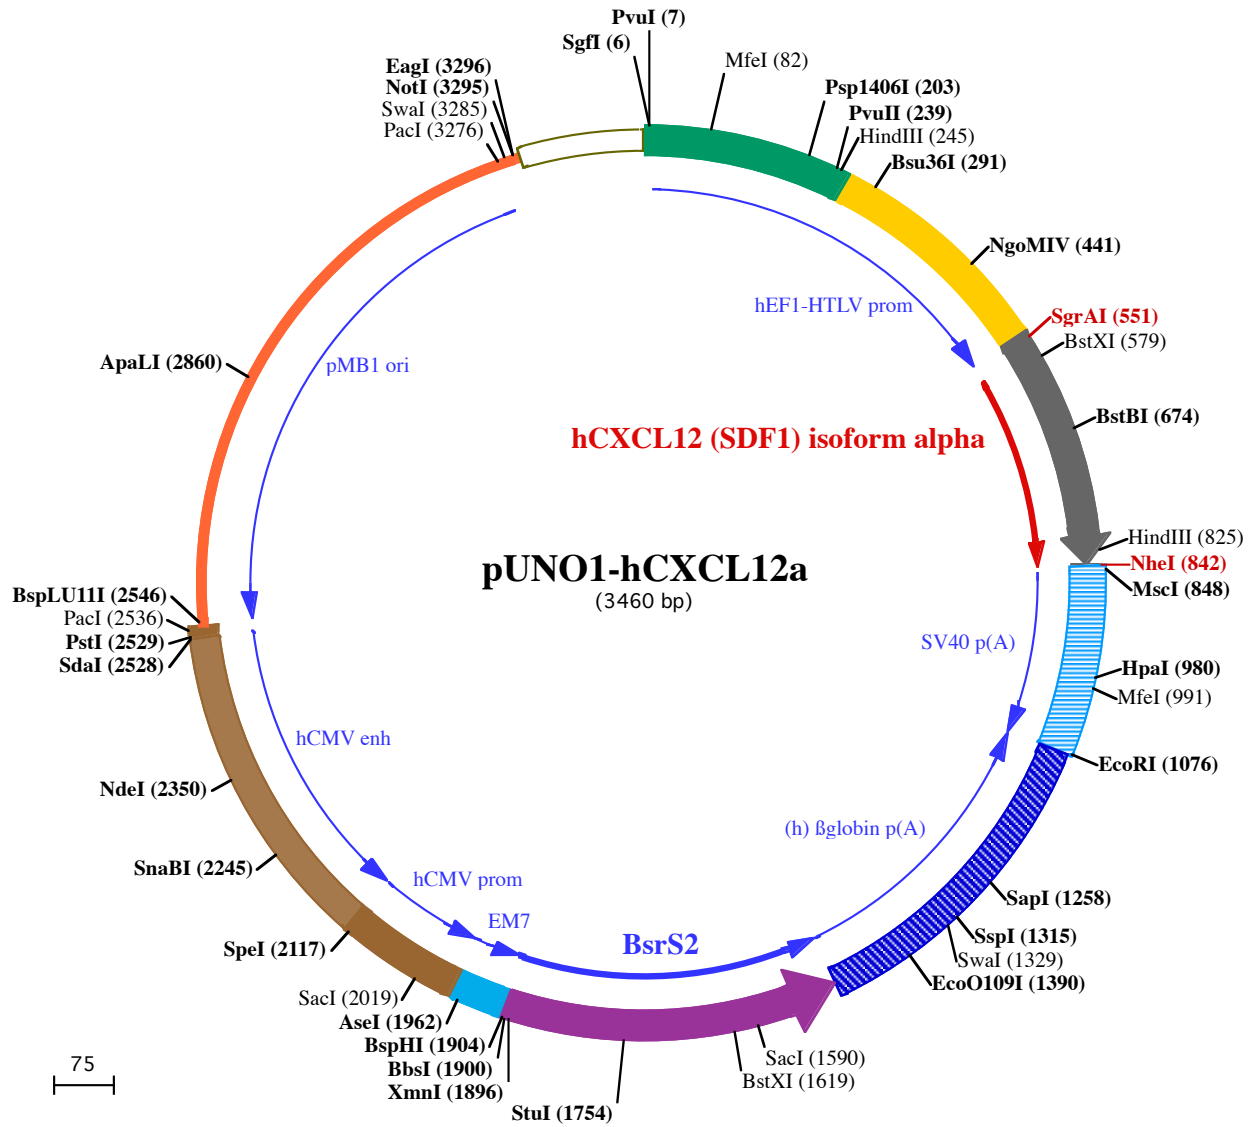 PvuI (7)
SgfI (6)
MfeI (82)
EagI (3296)
NotI (3295)
SwaI (3285)
PacI (3276)
Psp1406I (203)
PvuII (239)
HindIII (245)
Bsu36I (291)
NgoMIV (441)
hEF1-HTLV prom
SgrAI (551)
BstXI (579)
ApaLI (2860)
pMB1 ori
BstBI (674)
hCXCL12 (SDF1) isoform alpha
HindIII (825)
NheI (842)
MscI (848)
pUNO1-hCXCL12a
(3460 bp)
BspLU11I (2546)
PacI (2536)
PstI (2529)
SdaI (2528)
SV40 p(A)
HpaI (980)
MfeI (991)
hCMV enh
EcoRI (1076)
NdeI (2350)
(h) ßglobin p(A)
SnaBI (2245)
hCMV prom
SapI (1258)
EM7
BsrS2
SpeI (2117)
SspI (1315)
SwaI (1329)
EcoO109I (1390)
SacI (2019)
AseI (1962)
BspHI (1904)
BbsI (1900)
XmnI (1896)
SacI (1590)
BstXI (1619)
StuI (1754)
75